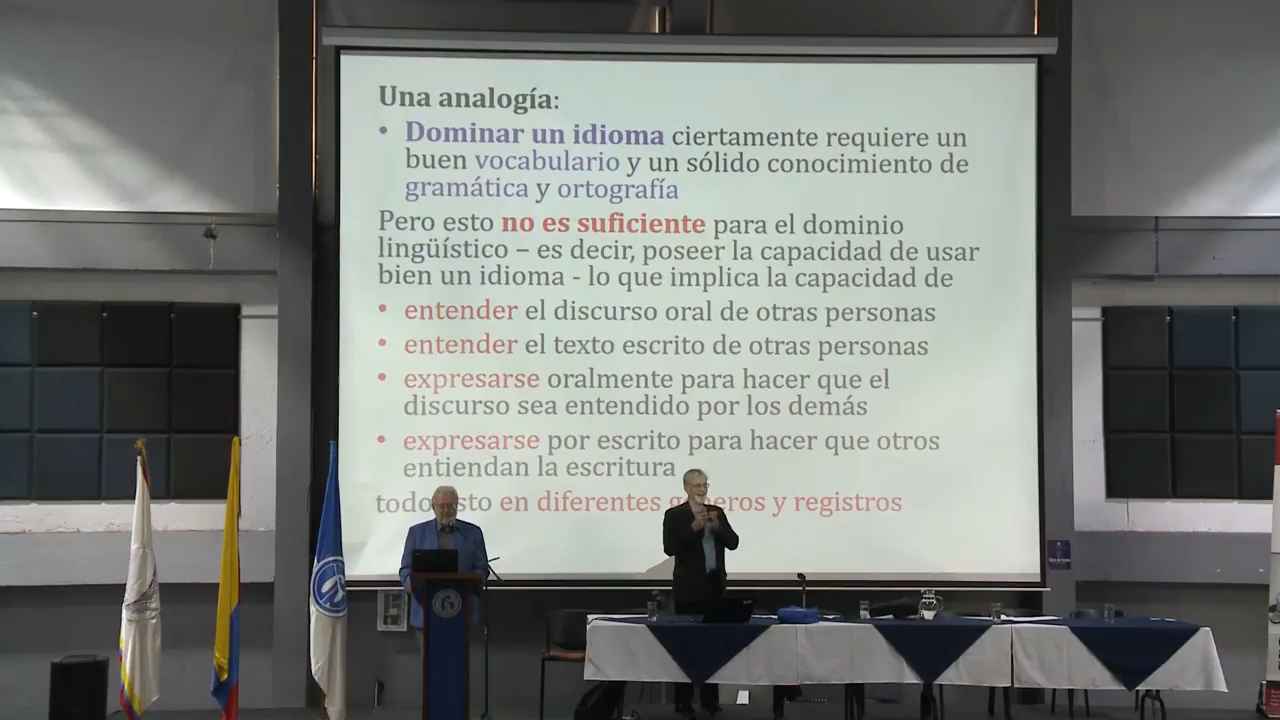 Una analogía:
• Dominar un idioma ciertamente requiere un
buen vocabulario y un sólido conocimiento de
gramática y ortografía
Pero esto no es suficiente para el dominio
lingüístico – es decir, poseer la capacidad de usar
bien un idioma - lo que implica la capacidad de
• entender el discurso oral de otras personas
• entender el texto escrito de otras personas
• expresarse oralmente para hacer que el
discurso sea entendido por los demás
• expresarse por escrito para hacer que otros
entiendan la escritura
todo esto en diferentes géneros y registros